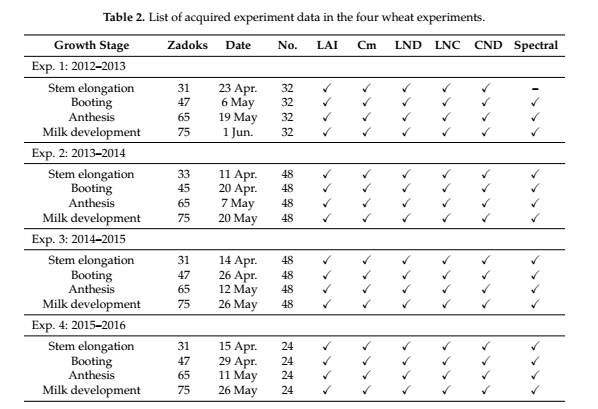 Table 2. List of acquired experiment data in the four wheat experiments.
Growth Stage Zadoks Date No. LAI Cm LND LNC CND Spectral
Exp. 1: 2012–2013
Stem elongation 31 23 Apr. 32 ✓ ✓ ✓ ✓ ✓ –
Booting 47 6 May 32 ✓ ✓ ✓ ✓ ✓ ✓
Anthesis 65 19 May 32 ✓ ✓ ✓ ✓ ✓ ✓
Milk development 75 1 Jun. 32 ✓ ✓ ✓ ✓ ✓ ✓
Exp. 2: 2013–2014
Stem elongation 33 11 Apr. 48 ✓ ✓ ✓ ✓ ✓ ✓
Booting 45 20 Apr. 48 ✓ ✓ ✓ ✓ ✓ ✓
Anthesis 65 7 May 48 ✓ ✓ ✓ ✓ ✓ ✓
Milk development 75 20 May 48 ✓ ✓ ✓ ✓ ✓ ✓
Exp. 3: 2014–2015
Stem elongation 31 14 Apr. 48 ✓ ✓ ✓ ✓ ✓ ✓
Booting 47 26 Apr. 48 ✓ ✓ ✓ ✓ ✓ ✓
Anthesis 65 12 May 48 ✓ ✓ ✓ ✓ ✓ ✓
Milk development 75 26 May 48 ✓ ✓ ✓ ✓ ✓ ✓
Exp. 4: 2015–2016
Stem elongation 31 15 Apr. 24 ✓ ✓ ✓ ✓ ✓ ✓
Booting 47 29 Apr. 24 ✓ ✓ ✓ ✓ ✓ ✓
Anthesis 65 11 May 24 ✓ ✓ ✓ ✓ ✓ ✓
Milk development 75 26 May 24 ✓ ✓ ✓ ✓ ✓ ✓